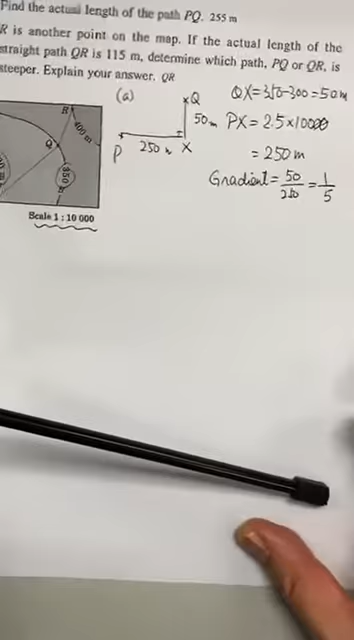 Find the actual length of the path PQ. 255 m
R is another point on the map. If the actual length of the
straight path QR is 115 m, determine which path, PQ or QR, is
steeper. Explain your answer. QR
(a)
Q
QX=350-300=50m
50m
PX=2.5×10000
P
250 m
X
=250m
Gradient=50/250=1/5
R
400 m
Q
350
Scale 1 : 10 000